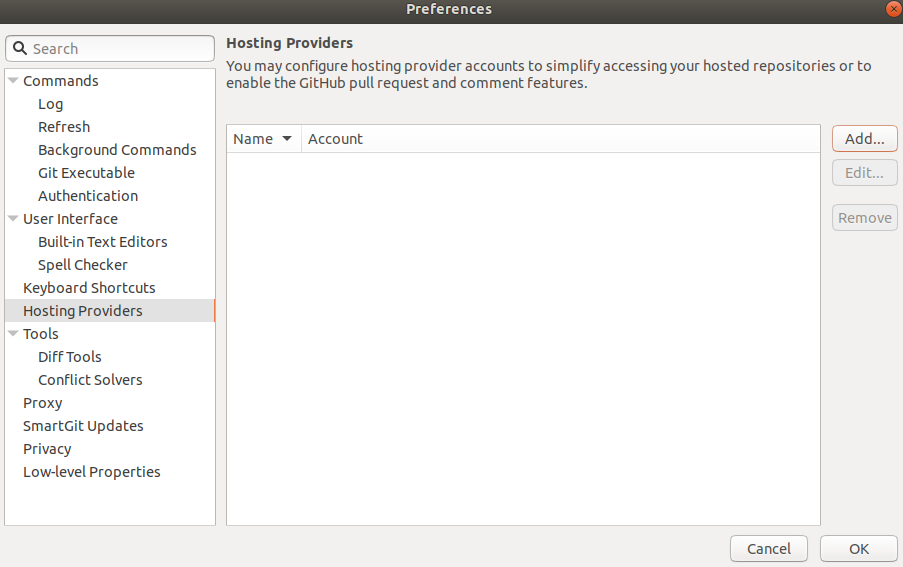 Preferences
Search
Commands
Log
Refresh
Background Commands
Git Executable
Authentication
User Interface
Built-in Text Editors
Spell Checker
Keyboard Shortcuts
Hosting Providers
Tools
Diff Tools
Conflict Solvers
Proxy
SmartGit Updates
Privacy
Low-level Properties
Hosting Providers
You may configure hosting provider accounts to simplify accessing your hosted repositories or to
enable the GitHub pull request and comment features.
Name Account
Add...
Edit...
Remove
Cancel OK